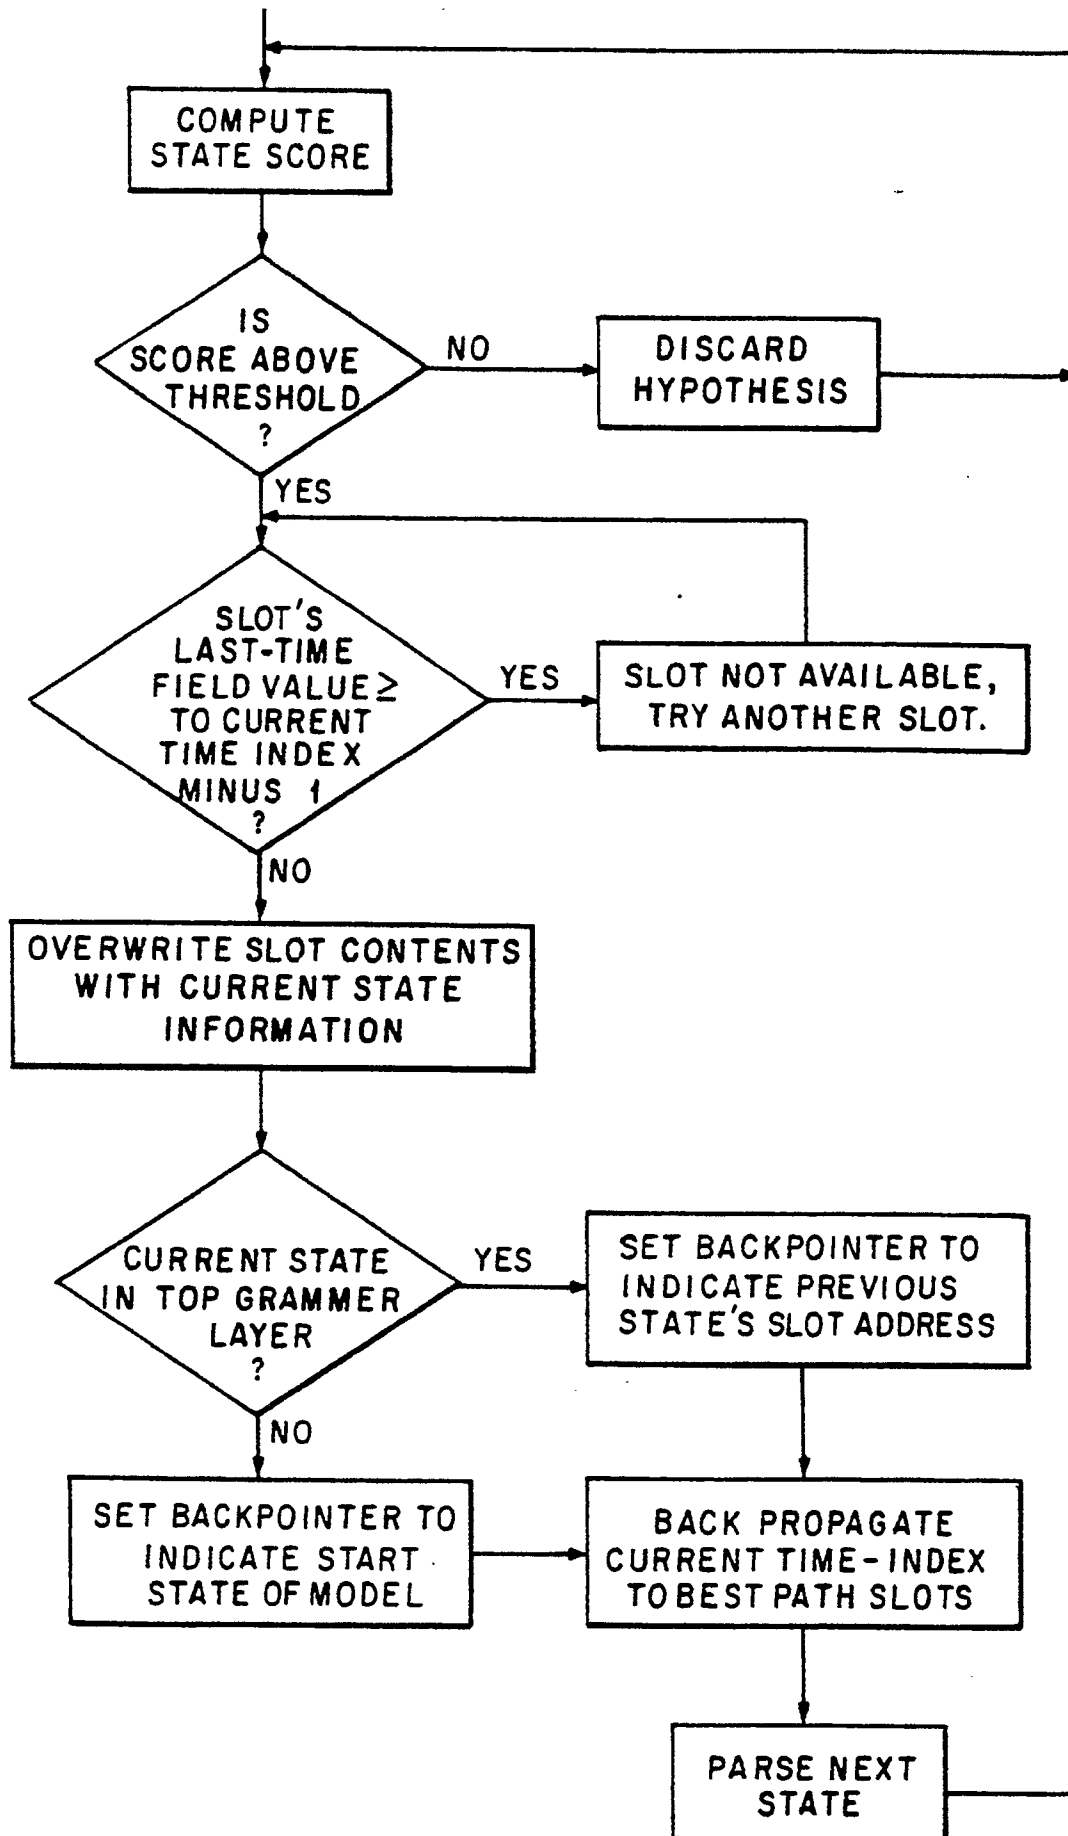 COMPUTE
STATE SCORE
IS
SCORE ABOVE
THRESHOLD
?
NO
DISCARD
HYPOTHESIS
YES
SLOT'S
LAST-TIME
FIELD VALUE ≥
TO CURRENT
TIME INDEX
MINUS 1
?
YES
SLOT NOT AVAILABLE,
TRY ANOTHER SLOT.
NO
OVERWRITE SLOT CONTENTS
WITH CURRENT STATE
INFORMATION
CURRENT STATE
IN TOP GRAMMER
LAYER
?
YES
SET BACKPOINTER TO
INDICATE PREVIOUS
STATE'S SLOT ADDRESS
NO
SET BACKPOINTER TO
INDICATE START
STATE OF MODEL
BACK PROPAGATE
CURRENT TIME-INDEX
TO BEST PATH SLOTS
PARSE NEXT
STATE